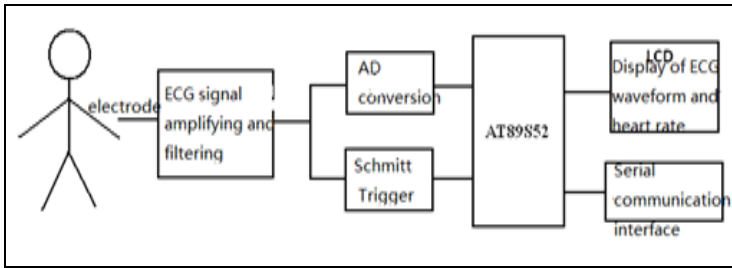 electrode
ECG signal
amplifying and
filtering
AD
conversion
Schmitt
Trigger
AT89852
LCD
Display of ECG
waveform and
heart rate
Serial
communication
interface